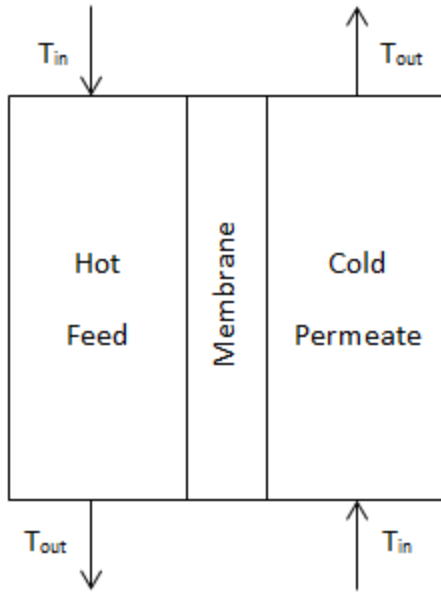 Tin
Tout
Hot
Feed
Membrane
Cold
Permeate
Tout
Tin